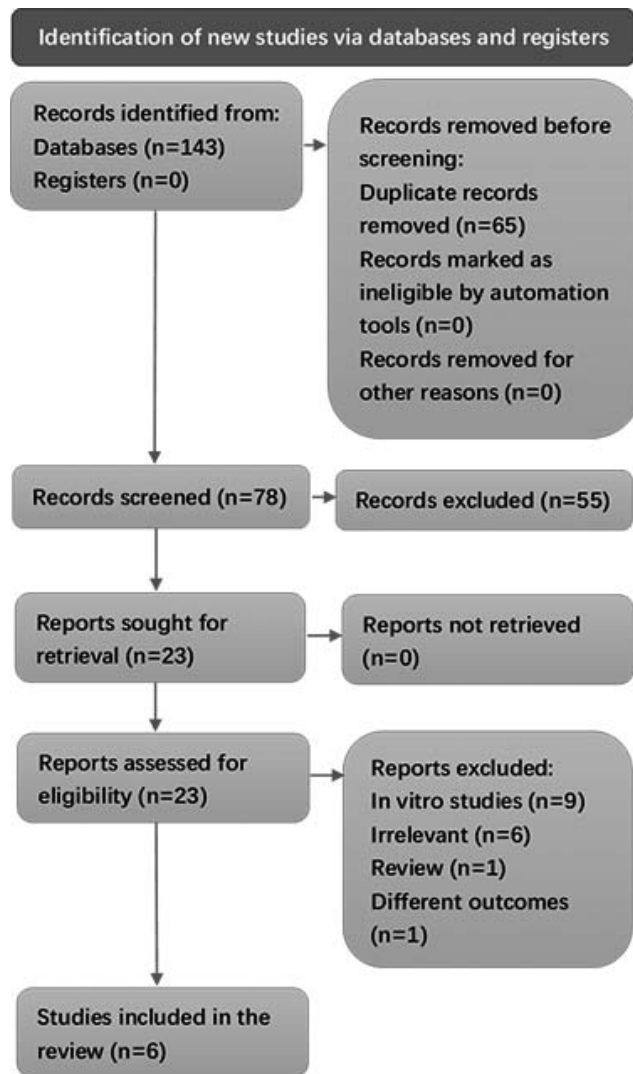 Identification of new studies via databases and registers
Records identified from:
Databases (n=143)
Registers (n=0)
Records removed before
screening:
Duplicate records
removed (n=65)
Records marked as
ineligible by automation
tools (n=0)
Records removed for
other reasons (n=0)
Records screened (n=78)
Records excluded (n=55)
Reports sought for
retrieval (n=23)
Reports not retrieved
(n=0)
Reports assessed for
eligibility (n=23)
Reports excluded:
In vitro studies (n=9)
Irrelevant (n=6)
Review (n=1)
Different outcomes
(n=1)
Studies included in the
review (n=6)